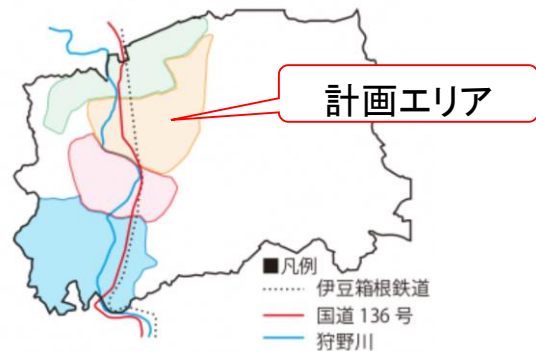 計画エリア
■凡例
伊豆箱根鉄道
国道 136 号
狩野川